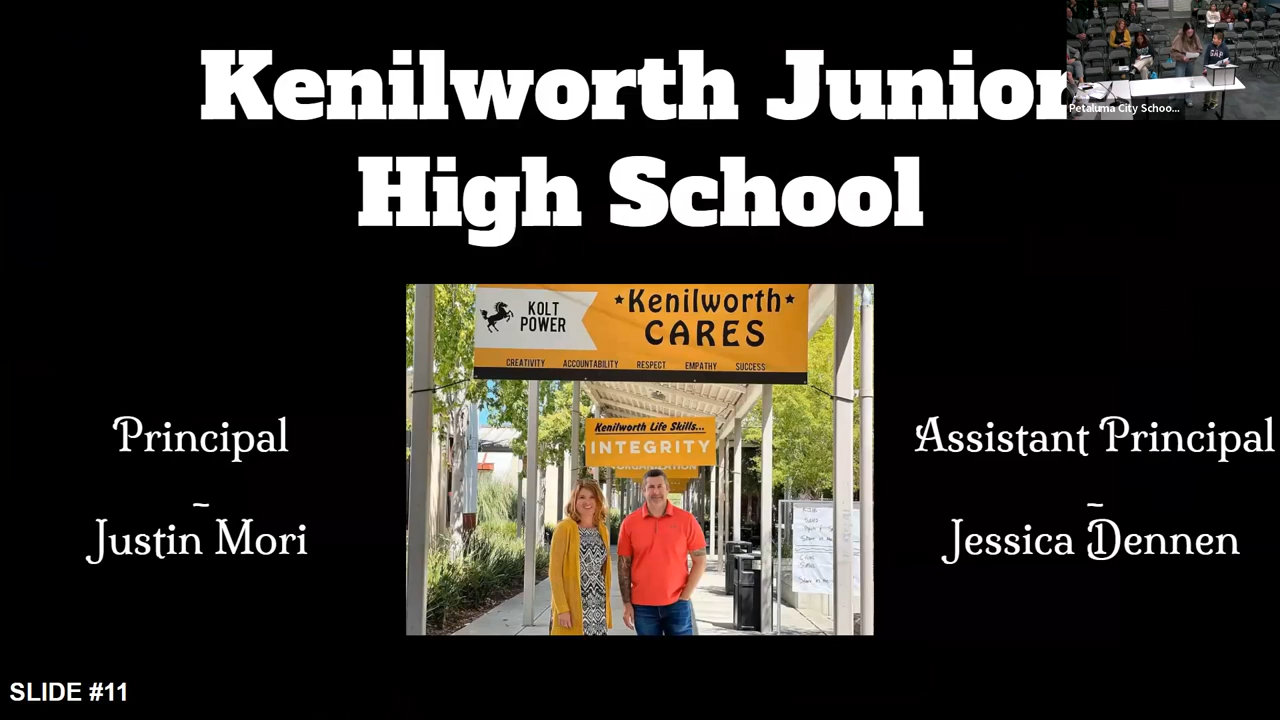 Kenilworth Junior
High School
Petaluma City Schoo...
KOLT
POWER
Kenilworth
CARES
CREATIVITY ACCOUNTABILITY RESPECT EMPATHY SUCCESS
Kenilworth Life Skills...
INTEGRITY
ORGANIZATION
Principal
~
Justin Mori
Assistant Principal
~
Jessica Dennen
SLIDE #11